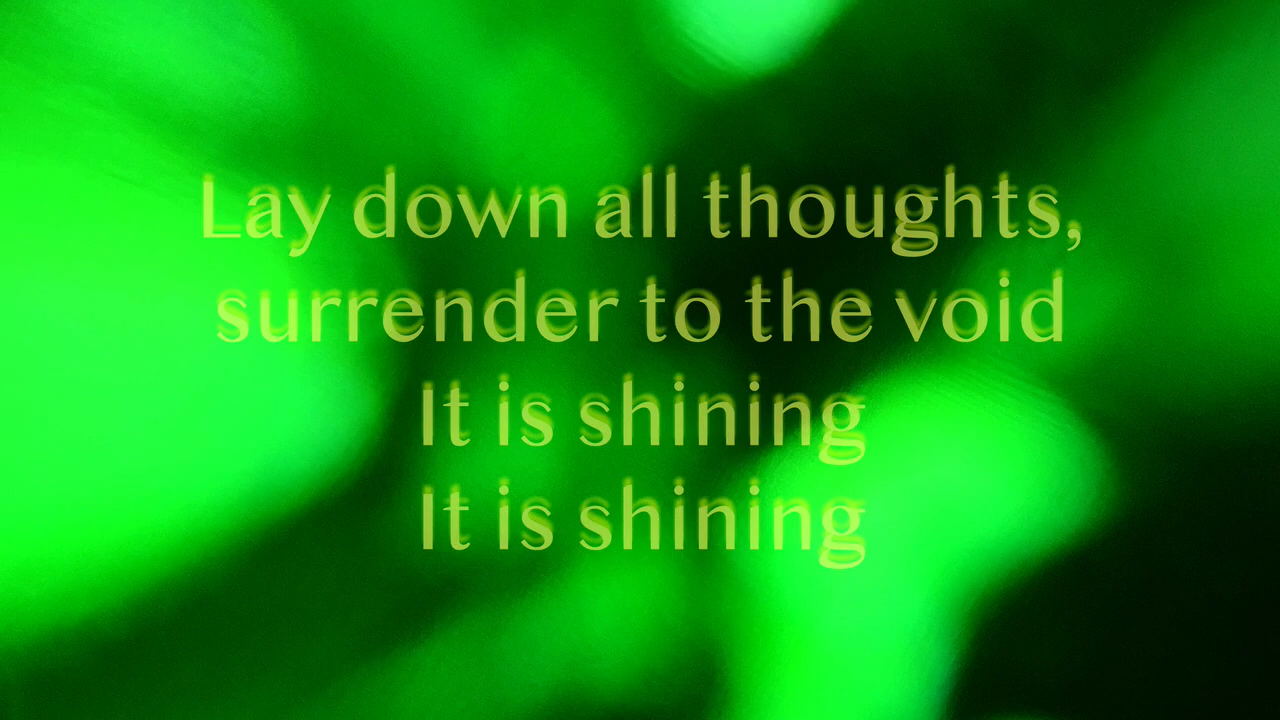 Lay down all thoughts,
surrender to the void
It is shining
It is shining